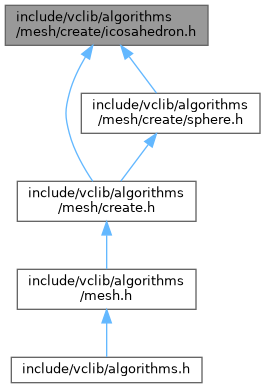 include/vclib/algorithms
/mesh/create/icosahedron.h
include/vclib/algorithms
/mesh/create/sphere.h
include/vclib/algorithms
/mesh/create.h
include/vclib/algorithms
/mesh.h
include/vclib/algorithms.h